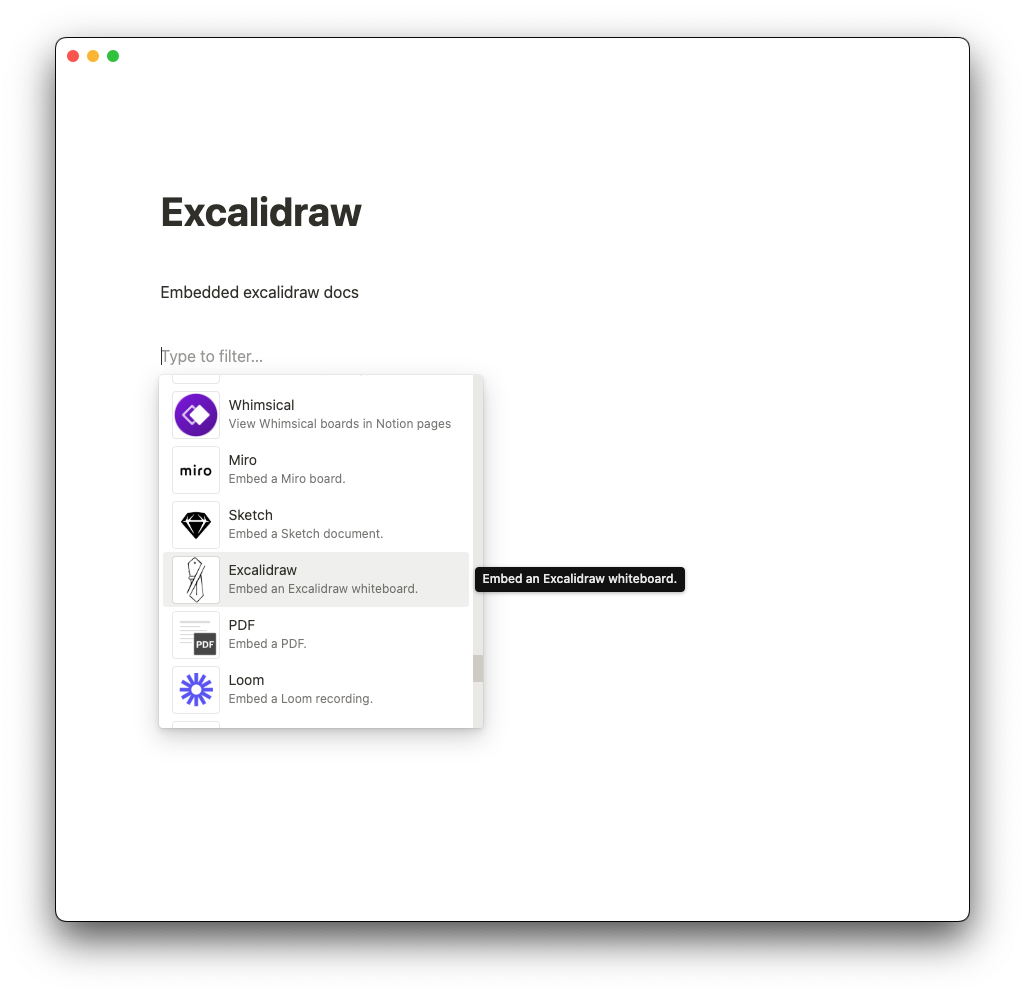 Excalidraw
Embedded excalidraw docs
Type to filter...
Whimsical
View Whimsical boards in Notion pages
miro
Miro
Embed a Miro board.
Sketch
Embed a Sketch document.
Excalidraw
Embed an Excalidraw whiteboard.
Embed an Excalidraw whiteboard.
PDF
PDF
Embed a PDF.
Loom
Embed a Loom recording.